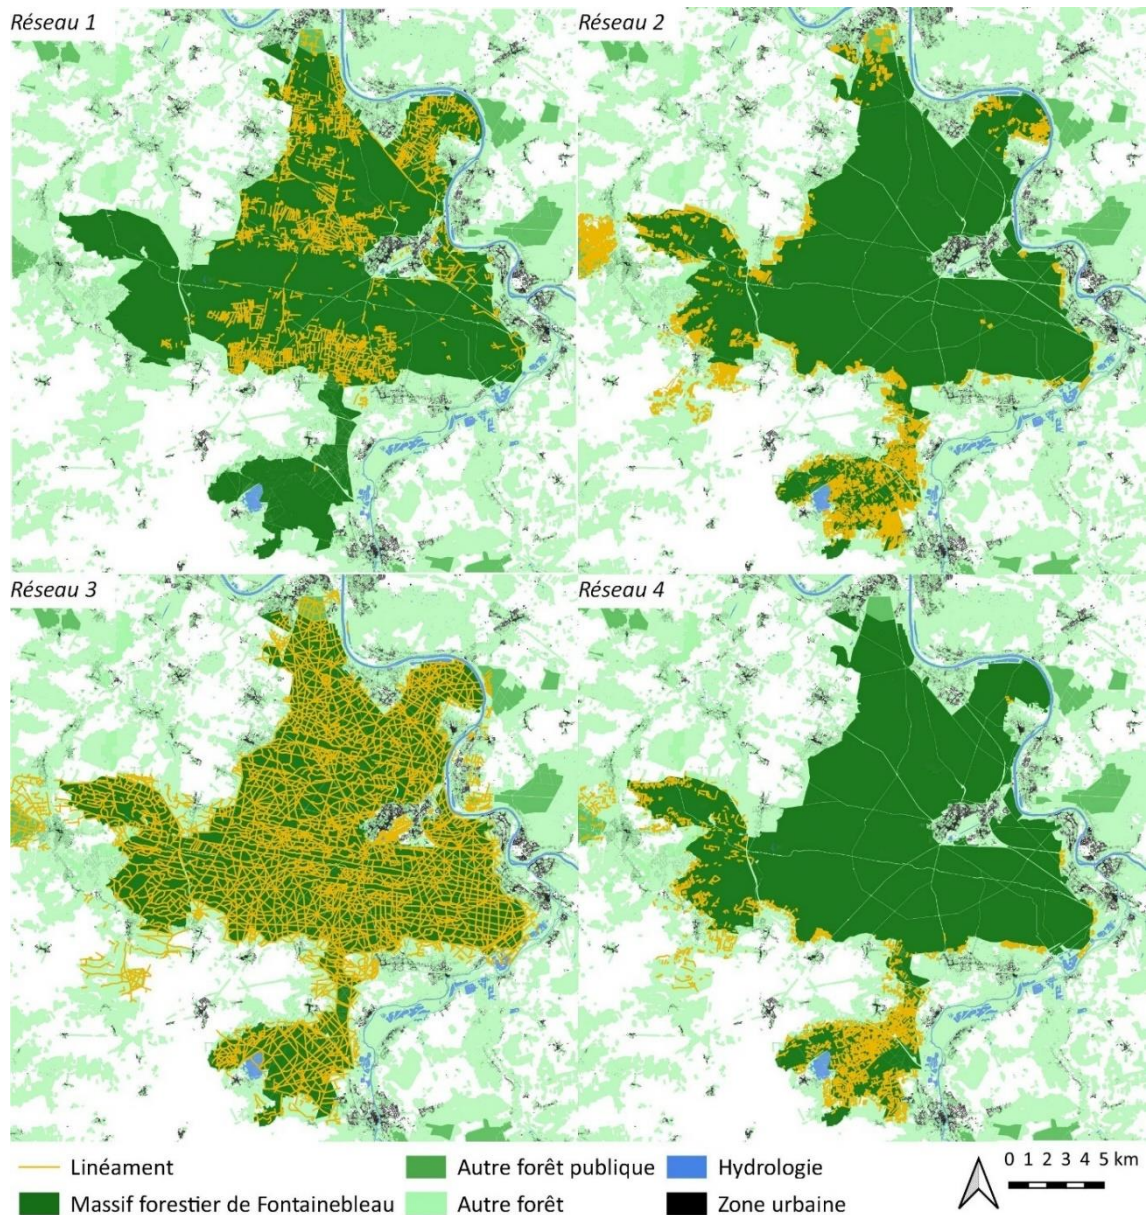 Réseau 1
Réseau 2
Réseau 3
Réseau 4
Linéament
Autre forêt publique
Hydrologie
0 1 2 3 4 5 km
Massif forestier de Fontainebleau
Autre forêt
Zone urbaine